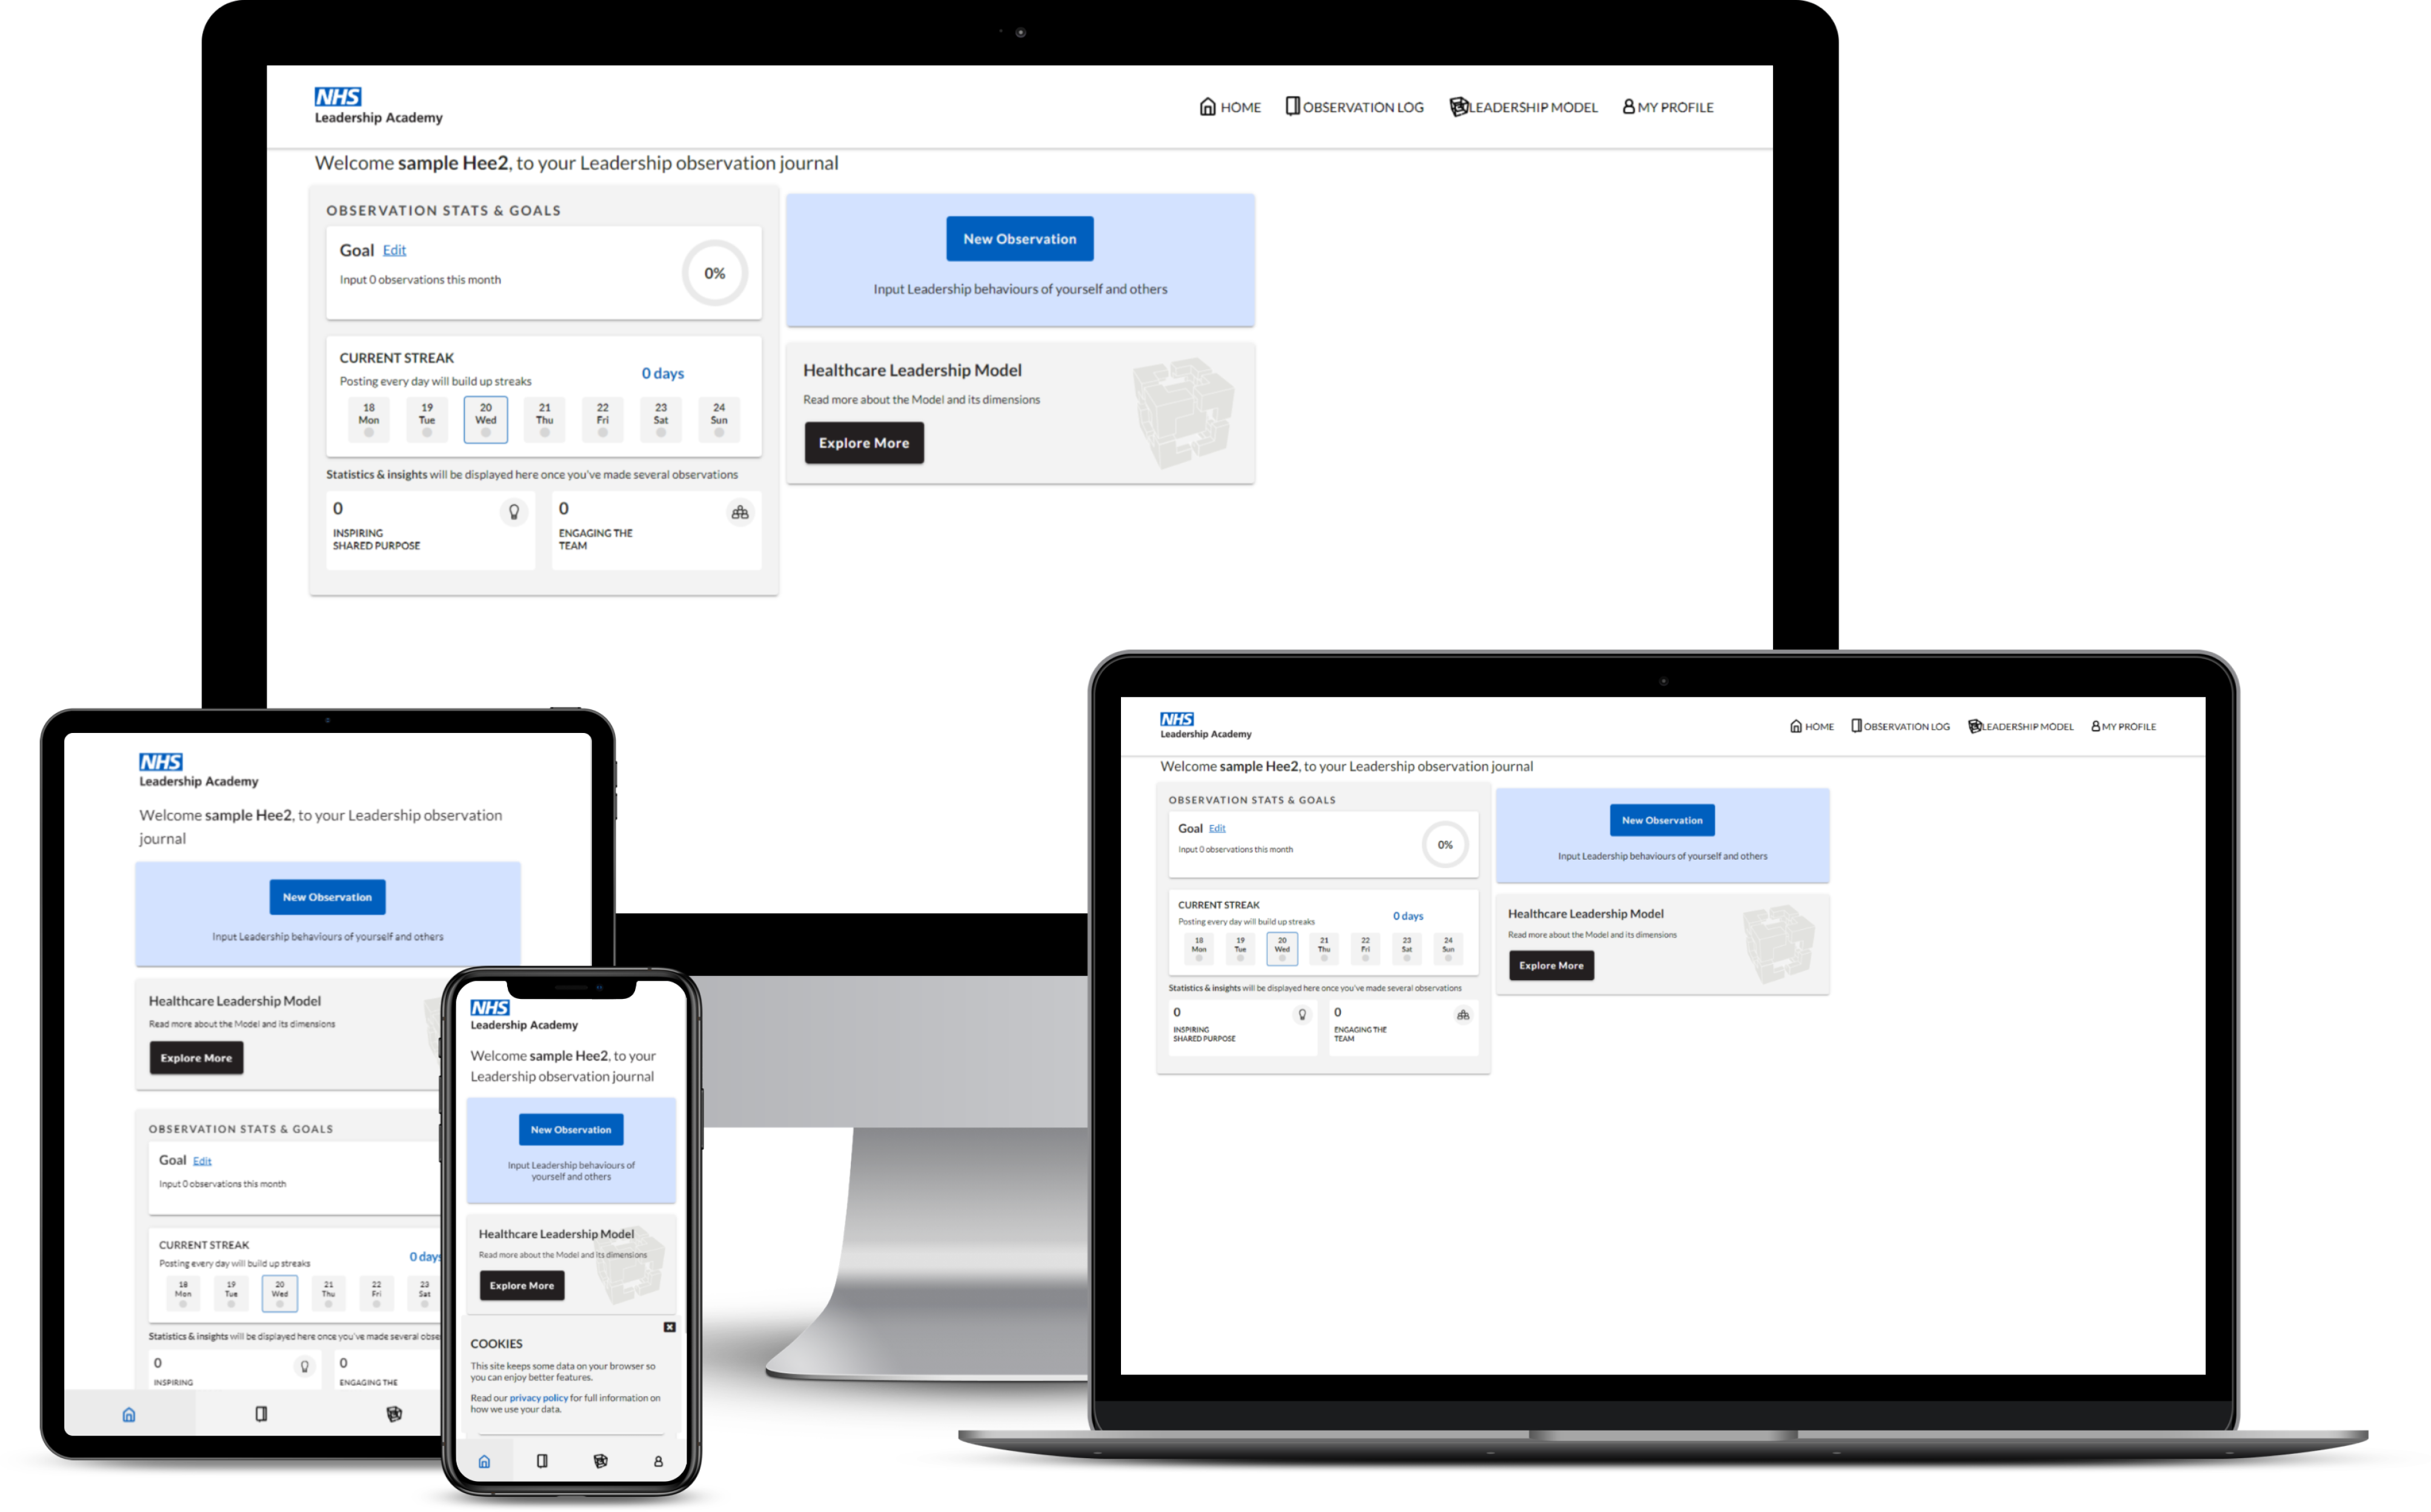 NHS
Leadership Academy
HOME OBSERVATION LOG LEADERSHIP MODEL MY PROFILE
Welcome sample Hee2, to your Leadership observation journal
OBSERVATION STATS & GOALS
Goal Edit
Input 0 observations this month
0%
CURRENT STREAK
Posting every day will build up streaks
0 days
18 19 20 21 22 23 24
Mon Tue Wed Thu Fri Sat Sun
Statistics & insights will be displayed here once you've made several observations
0
INSPIRING
SHARED PURPOSE
0
ENGAGING THE
TEAM
New Observation
Input Leadership behaviours of yourself and others
Healthcare Leadership Model
Read more about the Model and its dimensions
Explore More
NHS
Leadership Academy
Welcome sample Hee2, to your Leadership observation
journal
New Observation
Input Leadership behaviours of yourself and others
Healthcare Leadership Model
Read more about the Model and its dimensions
Explore More
OBSERVATION STATS & GOALS
Goal Edit
Input 0 observations this month
CURRENT STREAK
Posting every day will build up streaks
0 days
18 19 20 21 22 23
Mon Tue Wed Thu Fri Sat
Statistics & insights will be displayed here once you've made several obse
0
INSPIRING
0
ENGAGING THE
NHS
Leadership Academy
Welcome sample Hee2, to your
Leadership observation journal
New Observation
Input Leadership behaviours of
yourself and others
Healthcare Leadership Model
Read more about the Model and its dimensions
Explore More
COOKIES
This site keeps some data on your browser so
you can enjoy better features.
Read our privacy policy for full information on
how we use your data.
NHS
Leadership Academy
HOME OBSERVATION LOG LEADERSHIP MODEL MY PROFILE
Welcome sample Hee2, to your Leadership observation journal
OBSERVATION STATS & GOALS
Goal Edit
Input 0 observations this month
0%
CURRENT STREAK
Posting every day will build up streaks
0 days
18 19 20 21 22 23 24
Mon Tue Wed Thu Fri Sat Sun
Statistics & insights will be displayed here once you've made several observations
0
INSPIRING
SHARED PURPOSE
0
ENGAGING THE
TEAM
New Observation
Input Leadership behaviours of yourself and others
Healthcare Leadership Model
Read more about the Model and its dimensions
Explore More